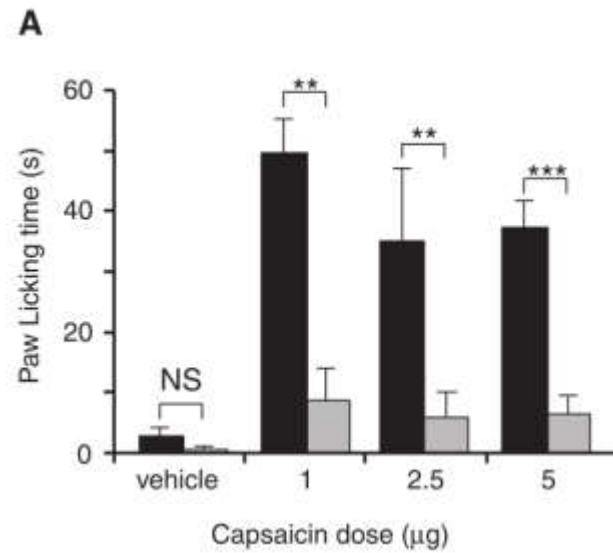 A
60
40
20
0
Paw Licking time (s)
NS
**
**
***
vehicle 1 2.5 5
Capsaicin dose (μg)